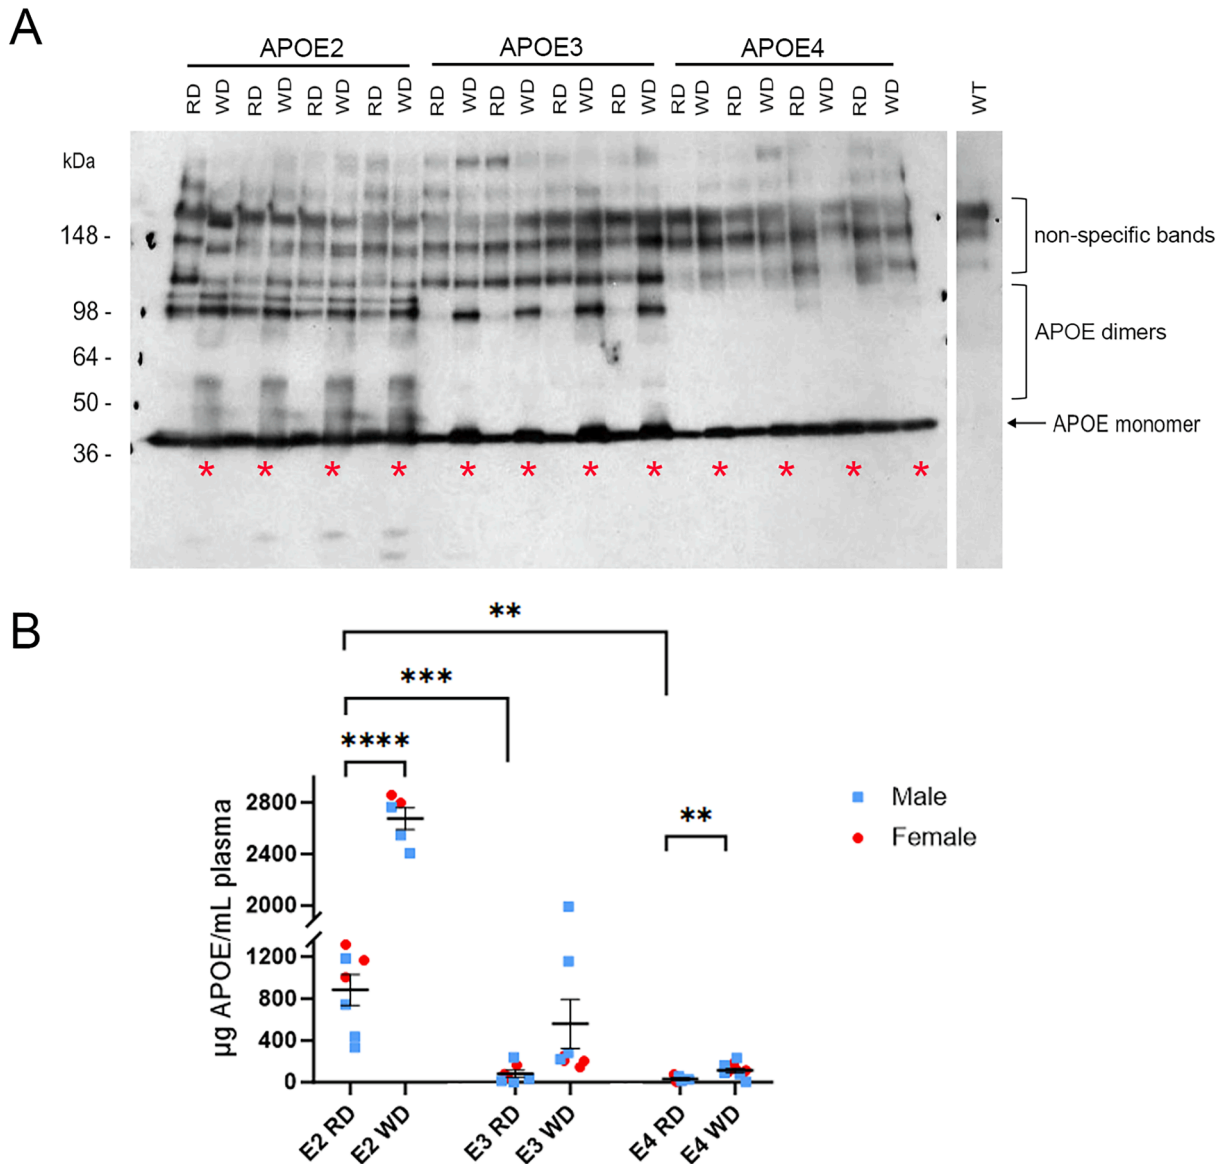 A
APOE2 APOE3 APOE4
RD WD RD WD RD WD RD WD RD WD RD WD RD WD RD WD RD WD RD WD RD WD RD WD WT
kDa
148 -
98 -
64 -
50 -
36 -
non-specific bands
APOE dimers
APOE monomer
* * * * * * * * * * * *
B
**
***
****
**
µg APOE/mL plasma
2800
2400
2000
1200
800
400
0
E2 RD E2 WD E3 RD E3 WD E4 RD E4 WD
Male
Female